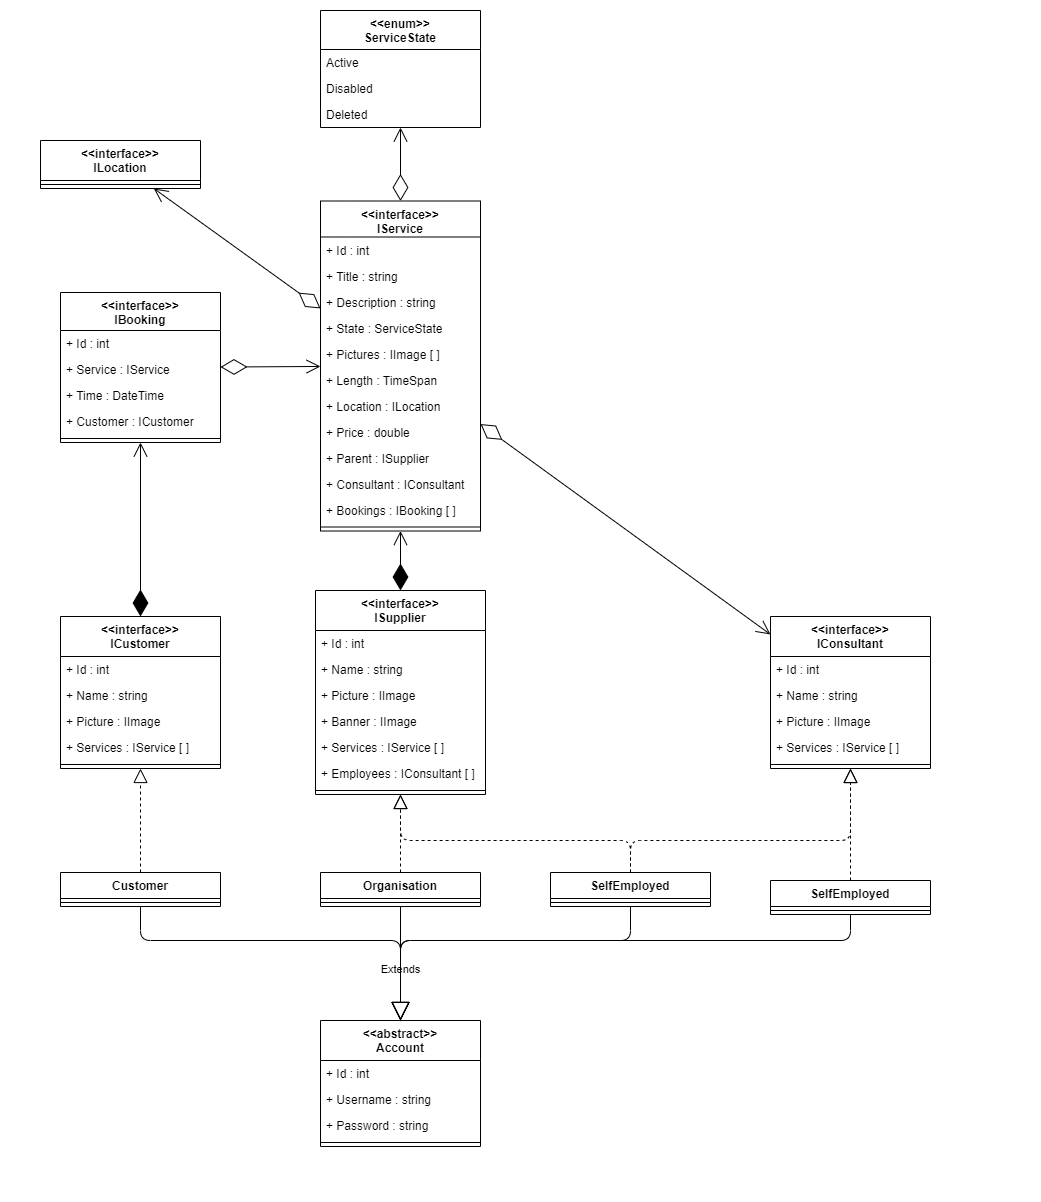 <<enum>>
ServiceState
Active
Disabled
Deleted
<<interface>>
ILocation
<<interface>>
IService
+ Id : int
+ Title : string
+ Description : string
+ State : ServiceState
+ Pictures : IImage [ ]
+ Length : TimeSpan
+ Location : ILocation
+ Price : double
+ Parent : ISupplier
+ Consultant : IConsultant
+ Bookings : IBooking [ ]
<<interface>>
IBooking
+ Id : int
+ Service : IService
+ Time : DateTime
+ Customer : ICustomer
<<interface>>
ICustomer
+ Id : int
+ Name : string
+ Picture : IImage
+ Services : IService [ ]
<<interface>>
ISupplier
+ Id : int
+ Name : string
+ Picture : IImage
+ Banner : IImage
+ Services : IService [ ]
+ Employees : IConsultant [ ]
<<interface>>
IConsultant
+ Id : int
+ Name : string
+ Picture : IImage
+ Services : IService [ ]
Customer
Organisation
SelfEmployed
SelfEmployed
Extends
<<abstract>>
Account
+ Id : int
+ Username : string
+ Password : string